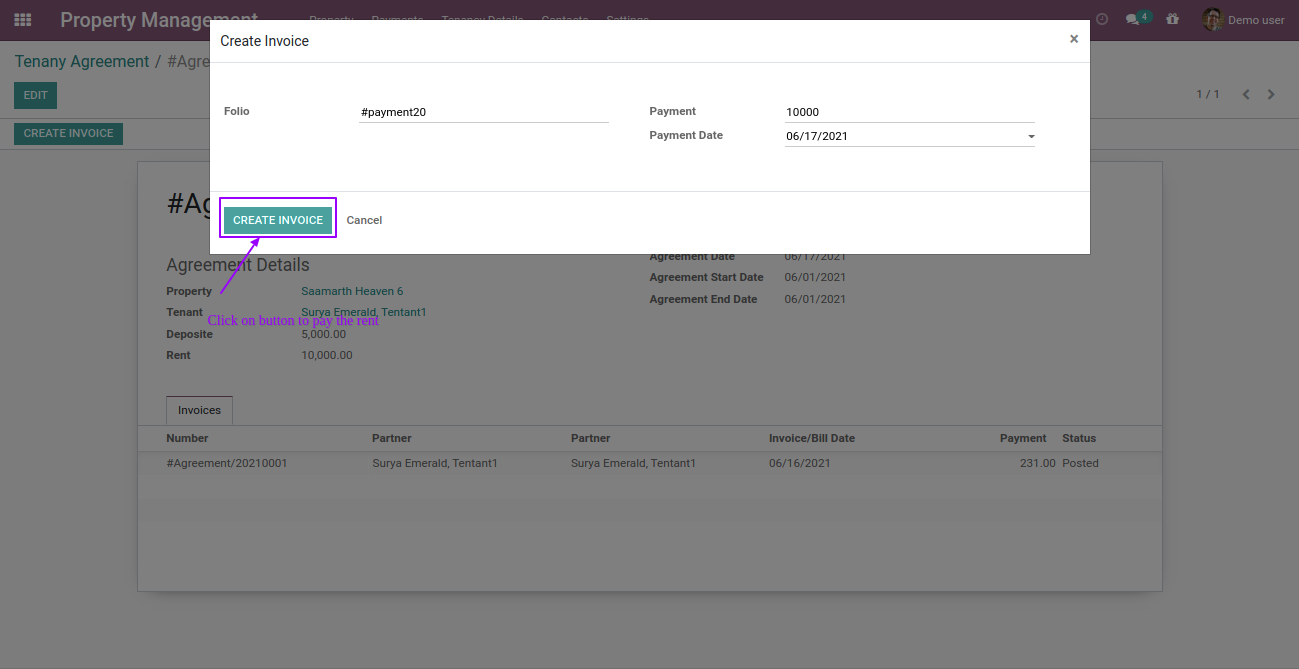 Property Management Property Payments Tenancy Details Contacts Settings 4 Demo user
Create Invoice ×
Tenany Agreement / #Agre
EDIT 1 / 1
Folio #payment20 Payment 10000
CREATE INVOICE Payment Date 06/17/2021
#Ag
CREATE INVOICE Cancel
Agreement Date 06/17/2021
Agreement Details
Agreement Start Date 06/01/2021
Property Saamarth Heaven 6
Agreement End Date 06/01/2021
Tenant Surya Emerald, Tentant1
Click on button to pay the rent
Deposite 5,000.00
Rent 10,000.00
Invoices
Number Partner Partner Invoice/Bill Date Payment Status
#Agreement/20210001 Surya Emerald, Tentant1 Surya Emerald, Tentant1 06/16/2021 231.00 Posted